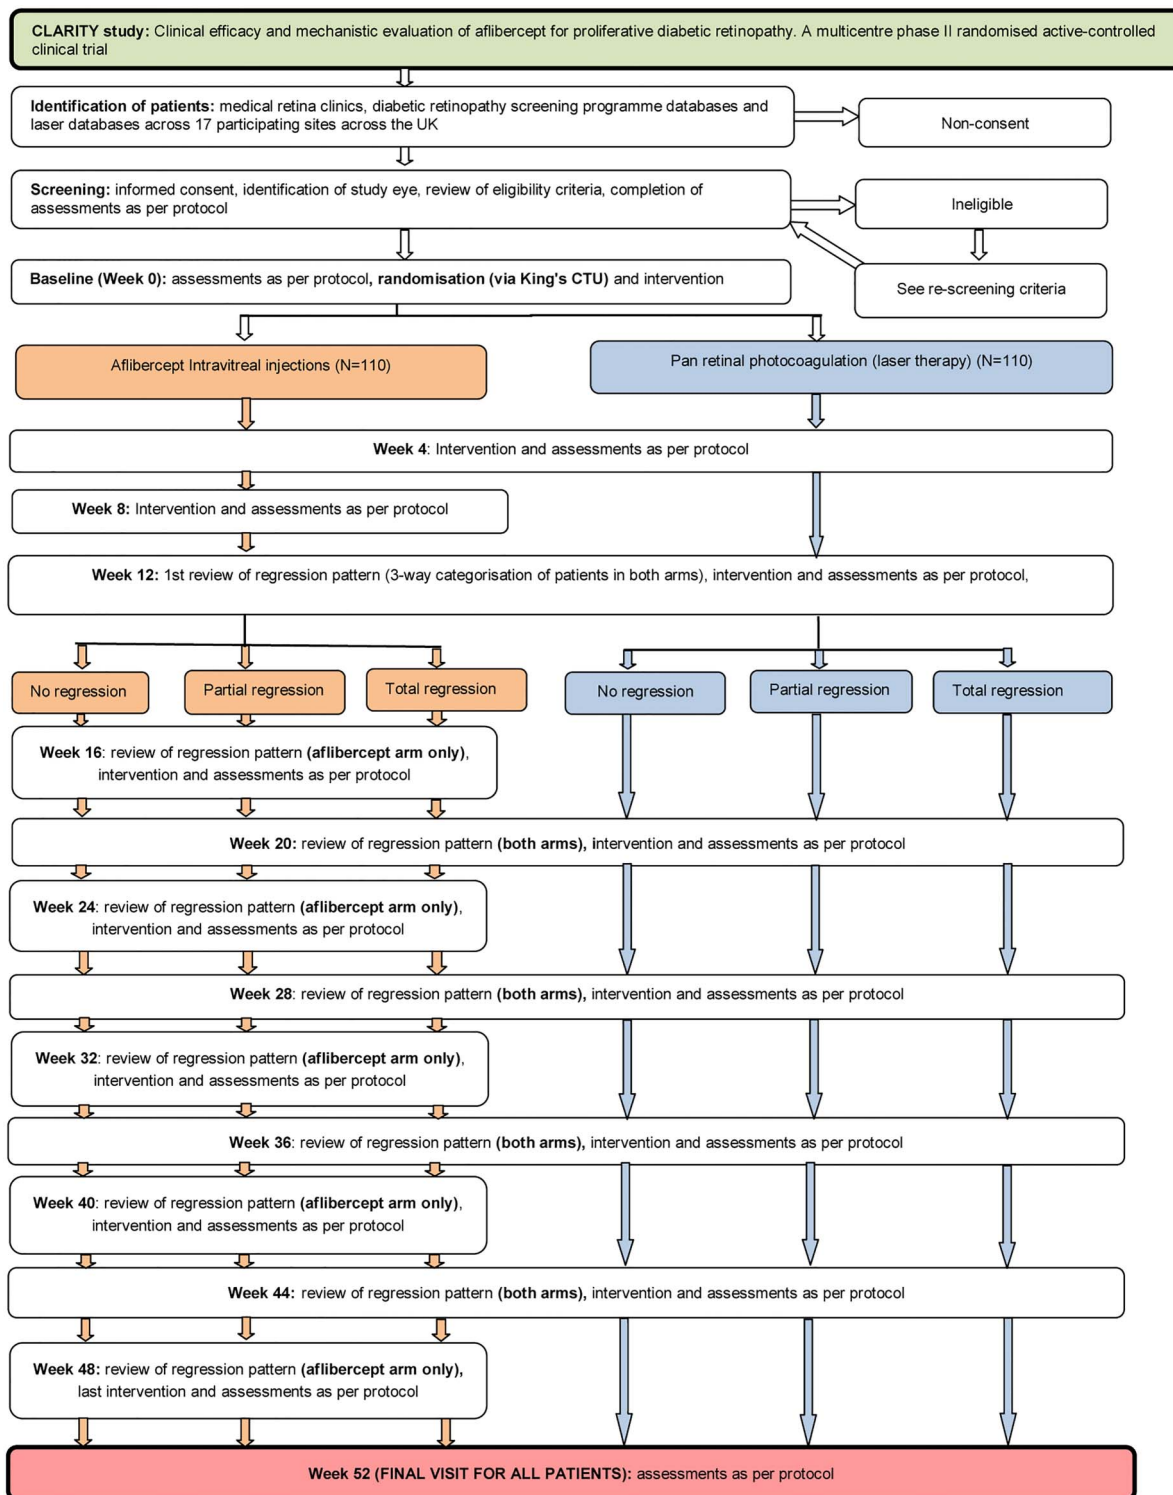 CLARITY study: Clinical efficacy and mechanistic evaluation of aflibercept for proliferative diabetic retinopathy. A multicentre phase II randomised active-controlled
clinical trial
Identification of patients: medical retina clinics, diabetic retinopathy screening programme databases and
laser databases across 17 participating sites across the UK
Non-consent
Screening: informed consent, identification of study eye, review of eligibility criteria, completion of
assessments as per protocol
Ineligible
Baseline (Week 0): assessments as per protocol, randomisation (via King's CTU) and intervention
See re-screening criteria
Aflibercept Intravitreal injections (N=110)
Pan retinal photocoagulation (laser therapy) (N=110)
Week 4: Intervention and assessments as per protocol
Week 8: Intervention and assessments as per protocol
Week 12: 1st review of regression pattern (3-way categorisation of patients in both arms), intervention and assessments as per protocol,
No regression
Partial regression
Total regression
No regression
Partial regression
Total regression
Week 16: review of regression pattern (aflibercept arm only),
intervention and assessments as per protocol
Week 20: review of regression pattern (both arms), intervention and assessments as per protocol
Week 24: review of regression pattern (aflibercept arm only),
intervention and assessments as per protocol
Week 28: review of regression pattern (both arms), intervention and assessments as per protocol
Week 32: review of regression pattern (aflibercept arm only),
intervention and assessments as per protocol
Week 36: review of regression pattern (both arms), intervention and assessments as per protocol
Week 40: review of regression pattern (aflibercept arm only),
intervention and assessments as per protocol
Week 44: review of regression pattern (both arms), intervention and assessments as per protocol
Week 48: review of regression pattern (aflibercept arm only),
last intervention and assessments as per protocol
Week 52 (FINAL VISIT FOR ALL PATIENTS): assessments as per protocol